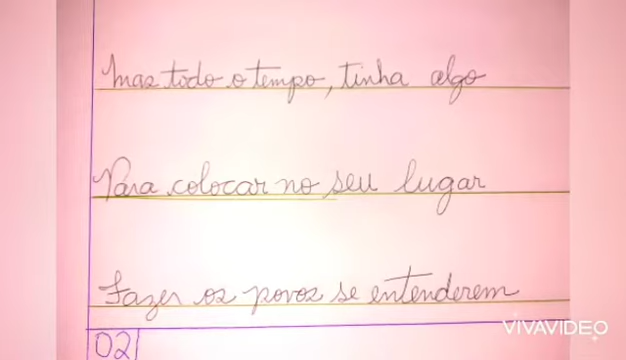 Mas todo o tempo, tinha algo
Para colocar no seu lugar
Fazer os povos se entenderem
02
VIVAVIDEO